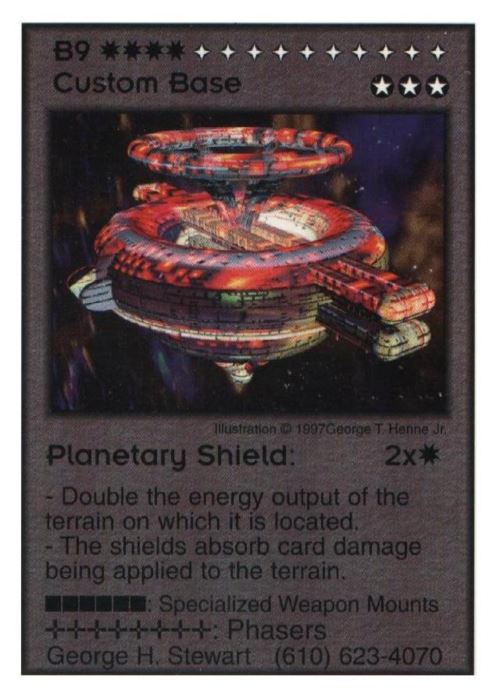 B9
Custom Base
Illustration © 1997George T. Henne Jr.
Planetary Shield: 2x
- Double the energy output of the
terrain on which it is located.
- The shields absorb card damage
being applied to the terrain.
: Specialized Weapon Mounts
: Phasers
George H. Stewart (610) 623-4070